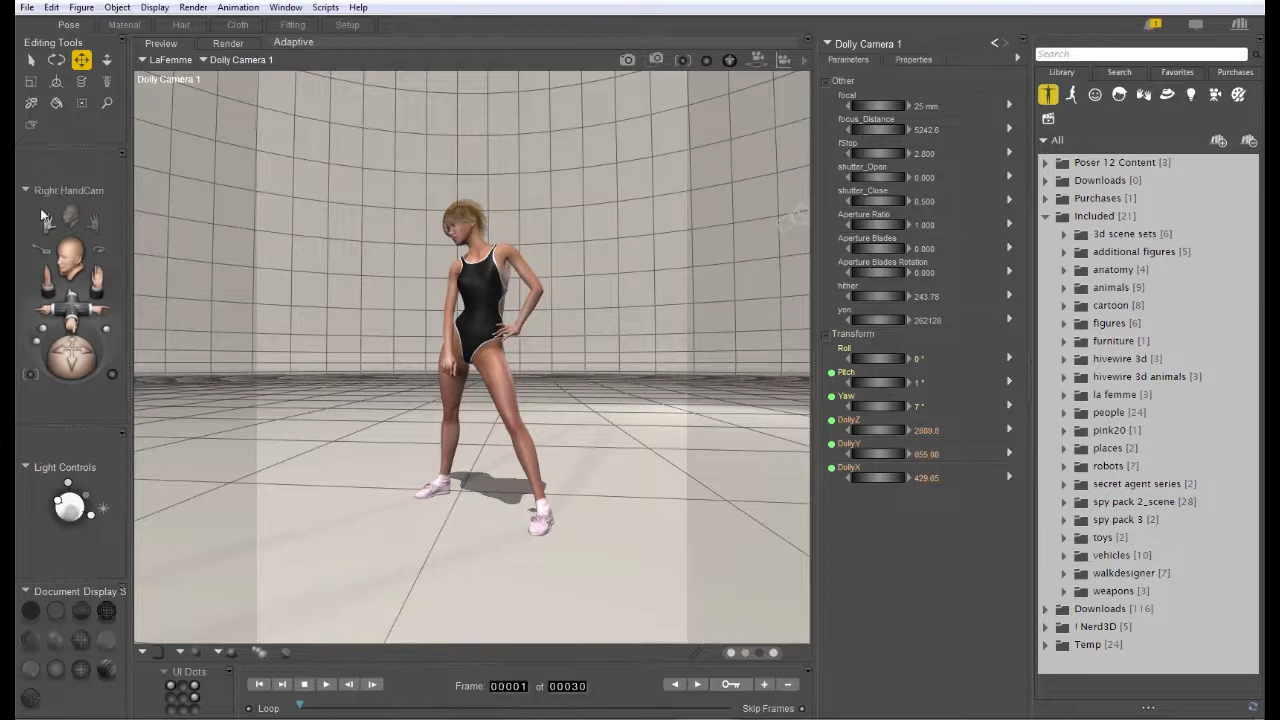 File Edit Figure Object Display Render Animation Window Scripts Help
Pose Material Hair Cloth Fitting Setup
Editing Tools
Preview Render Adaptive
LaFemme Dolly Camera 1
Dolly Camera 1
Right HandCam
Light Controls
Document Display S
UI Dots
Loop
Frame: 00001 of 00030
Skip Frames
Dolly Camera 1
Parameters Properties
Other
focal
25 mm
focus_Distance
5242.6
fStop
2.800
shutter_Open
0.000
shutter_Close
0.500
Aperture Ratio
1.000
Aperture Blades
0.000
Aperture Blades Rotation
0.000
hither
243.78
yon
262128
Transform
Roll
0 °
Pitch
1 °
Yaw
7 °
DollyZ
2889.8
DollyY
655.08
DollyX
429.65
Search
Library Search Favorites Purchases
All
Poser 12 Content [3]
Downloads [0]
Purchases [1]
Included [21]
3d scene sets [6]
additional figures [5]
anatomy [4]
animals [9]
cartoon [8]
figures [6]
furniture [1]
hivewire 3d [3]
hivewire 3d animals [3]
la femme [3]
people [24]
pink20 [1]
places [2]
robots [7]
secret agent series [2]
spy pack 2_scene [28]
spy pack 3 [2]
toys [2]
vehicles [10]
walkdesigner [7]
weapons [3]
Downloads [116]
! Nerd3D [5]
Temp [24]